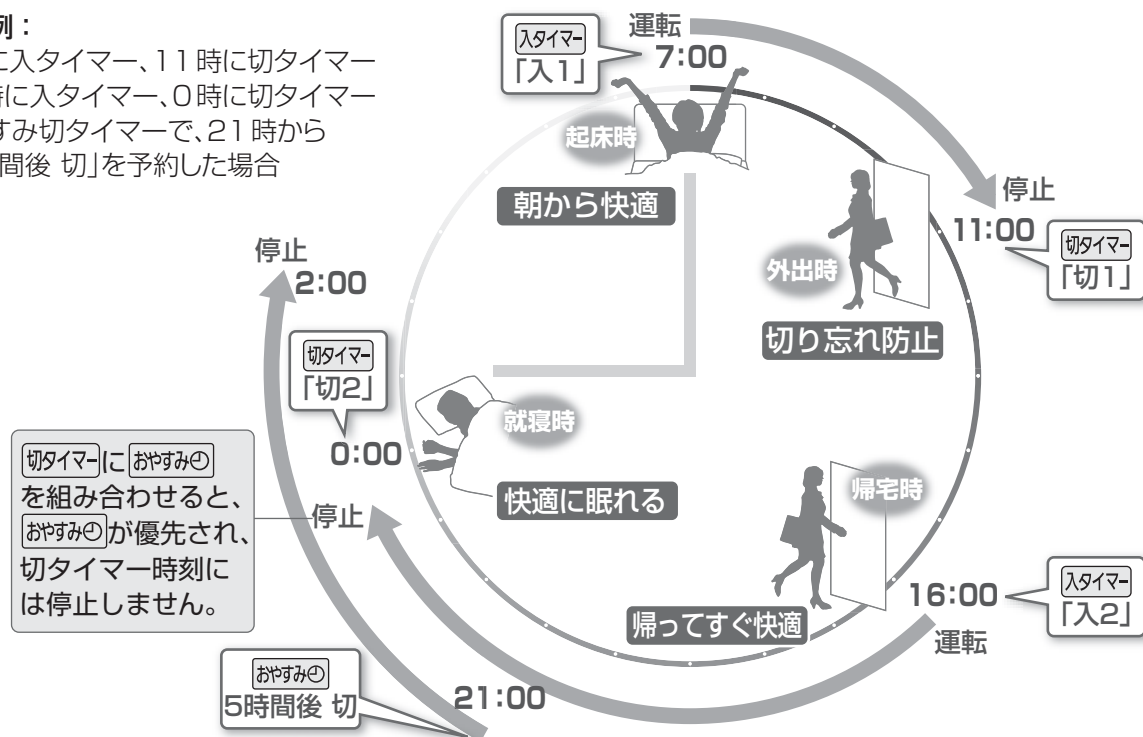 例：
に入タイマー、11時に切タイマー
時に入タイマー、0時に切タイマー
すみ切タイマーで、21時から
間後 切」を予約した場合
入タイマー
「入1」
運転
7:00
起床時
朝から快適
停止
11:00
切タイマー
「切1」
外出時
切り忘れ防止
停止
2:00
切タイマー
「切2」
0:00
就寝時
快適に眠れる
切タイマーにおやすみ
を組み合わせると、
おやすみが優先され、
切タイマー時刻に
は停止しません。
停止
帰宅時
帰ってすぐ快適
16:00
運転
入タイマー
「入2」
おやすみ
5時間後 切
21:00